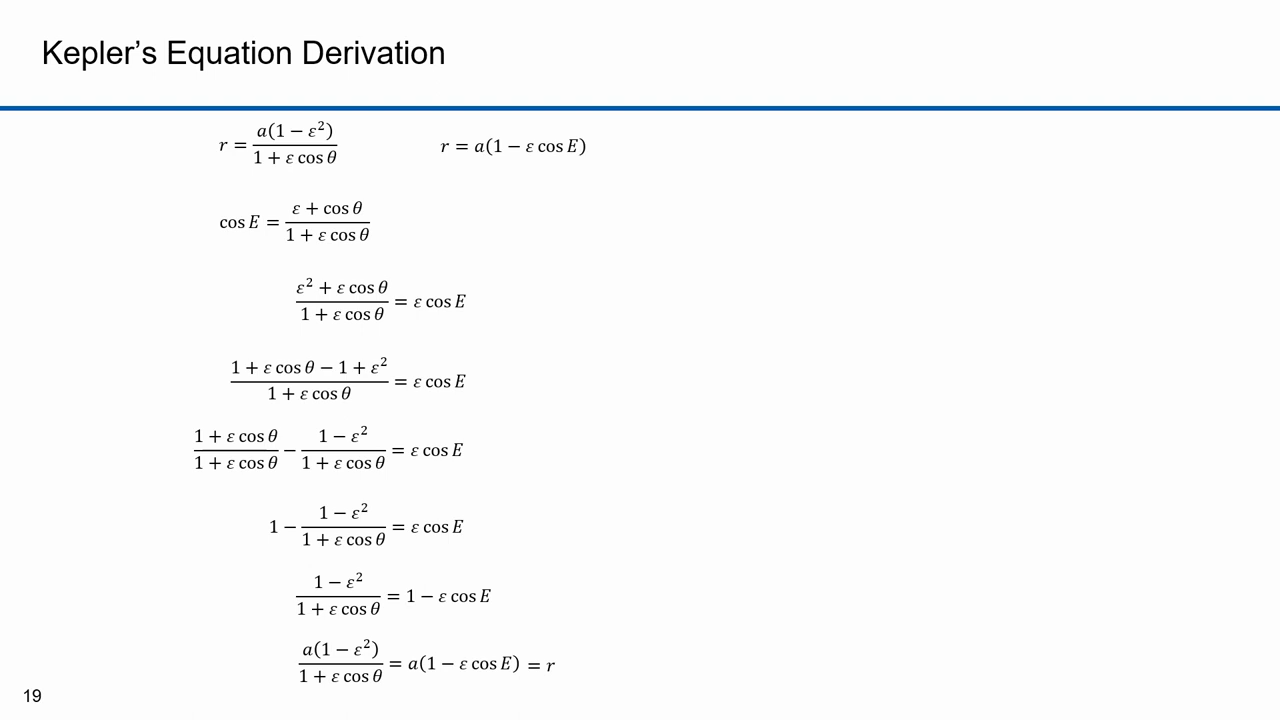 Kepler’s Equation Derivation
r = a(1 − ε²) / 1 + ε cos θ    r = a(1 − ε cos E)
cos E = ε + cos θ / 1 + ε cos θ
ε² + ε cos θ / 1 + ε cos θ = ε cos E
1 + ε cos θ − 1 + ε² / 1 + ε cos θ = ε cos E
1 + ε cos θ / 1 + ε cos θ − 1 − ε² / 1 + ε cos θ = ε cos E
1 − 1 − ε² / 1 + ε cos θ = ε cos E
1 − ε² / 1 + ε cos θ = 1 − ε cos E
a(1 − ε²) / 1 + ε cos θ = a(1 − ε cos E) = r
19